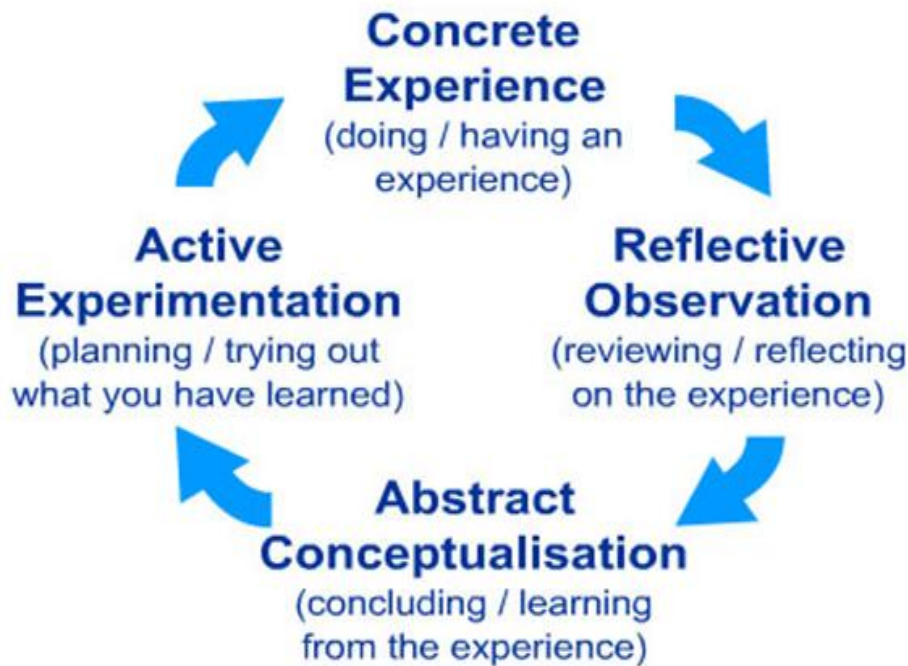 Concrete
Experience
(doing / having an
experience)
Reflective
Observation
(reviewing / reflecting
on the experience)
Abstract
Conceptualisation
(concluding / learning
from the experience)
Active
Experimentation
(planning / trying out
what you have learned)